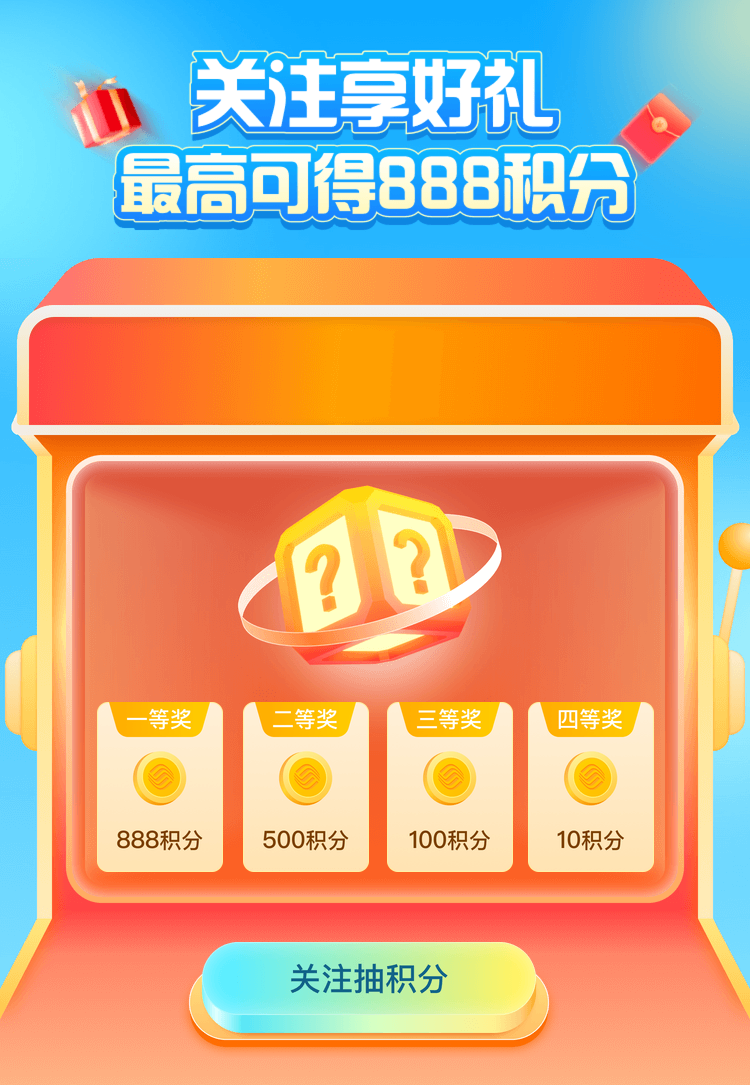 关注享好礼
最高可得888积分
?
?
一等奖
二等奖
三等奖
四等奖
888积分
500积分
100积分
10积分
关注抽积分